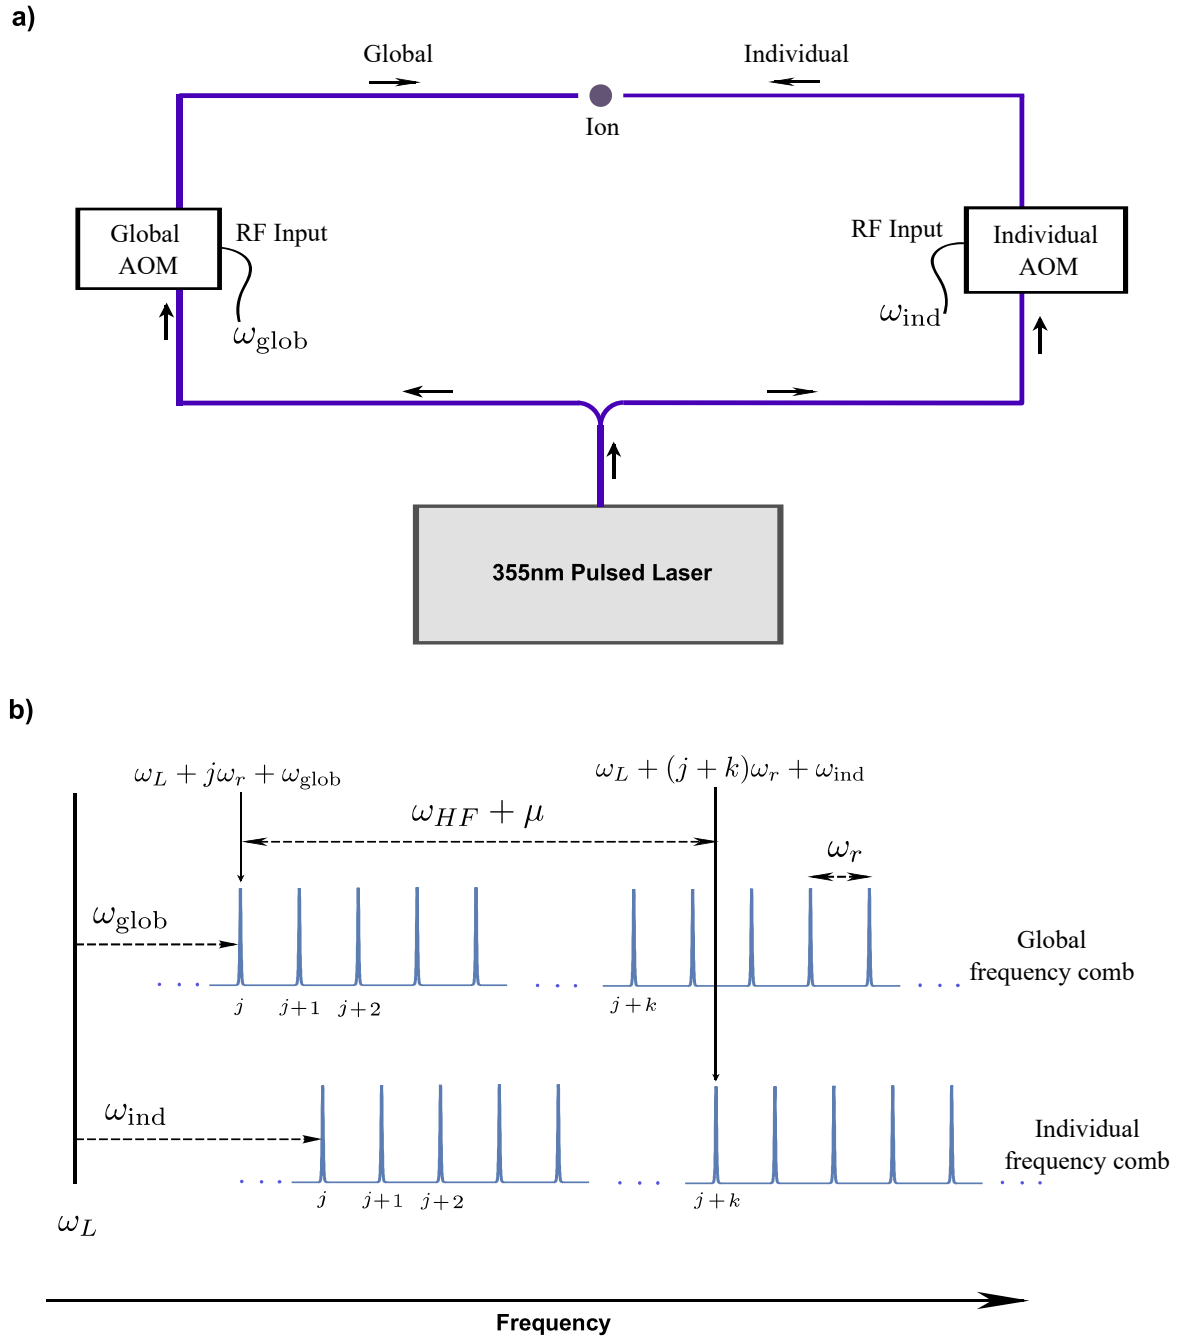 a)
Global
Individual
Ion
Global
AOM
RF Input
ω_glob
RF Input
Individual
AOM
ω_ind
355nm Pulsed Laser
b)
ω_L + jω_r + ω_glob
ω_L + (j + k)ω_r + ω_ind
ω_HF + μ
ω_r
ω_glob
Global
frequency comb
j
j+1
j+2
j+k
ω_ind
Individual
frequency comb
j
j+1
j+2
j+k
ω_L
Frequency